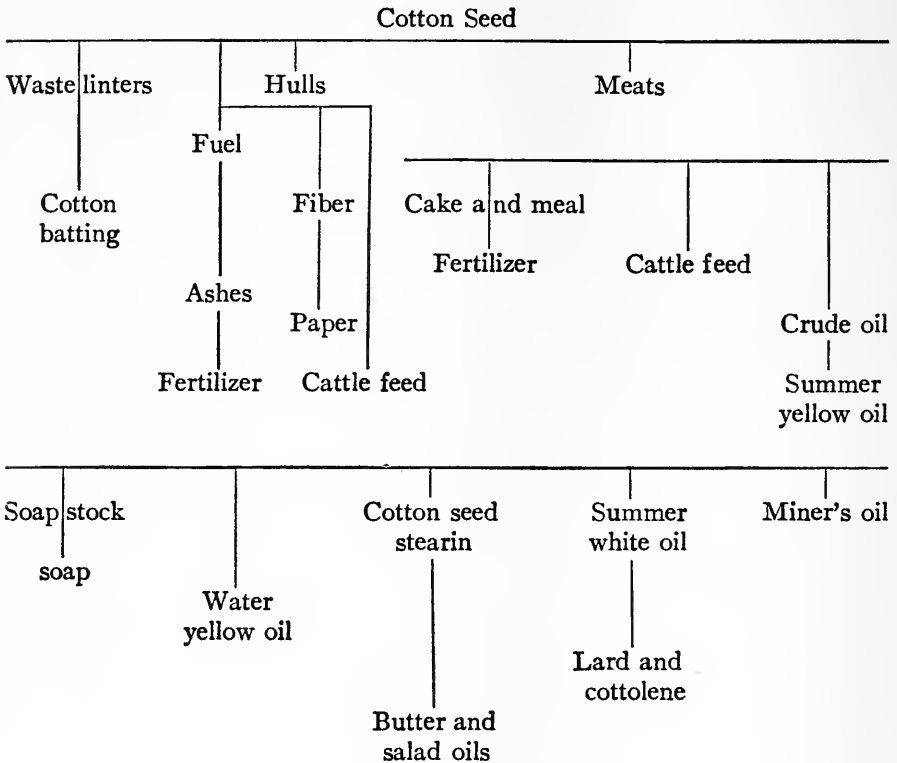 Cotton Seed
Waste linters
Hulls
Meats
Fuel
Cotton
batting
Fiber
Cake and meal
Fertilizer
Cattle feed
Ashes
Paper
Crude oil
Fertilizer
Cattle feed
Summer
yellow oil
Soap stock
soap
Cotton seed
stearin
Summer
white oil
Miner's oil
Water
yellow oil
Lard and
cottolene
Butter and
salad oils